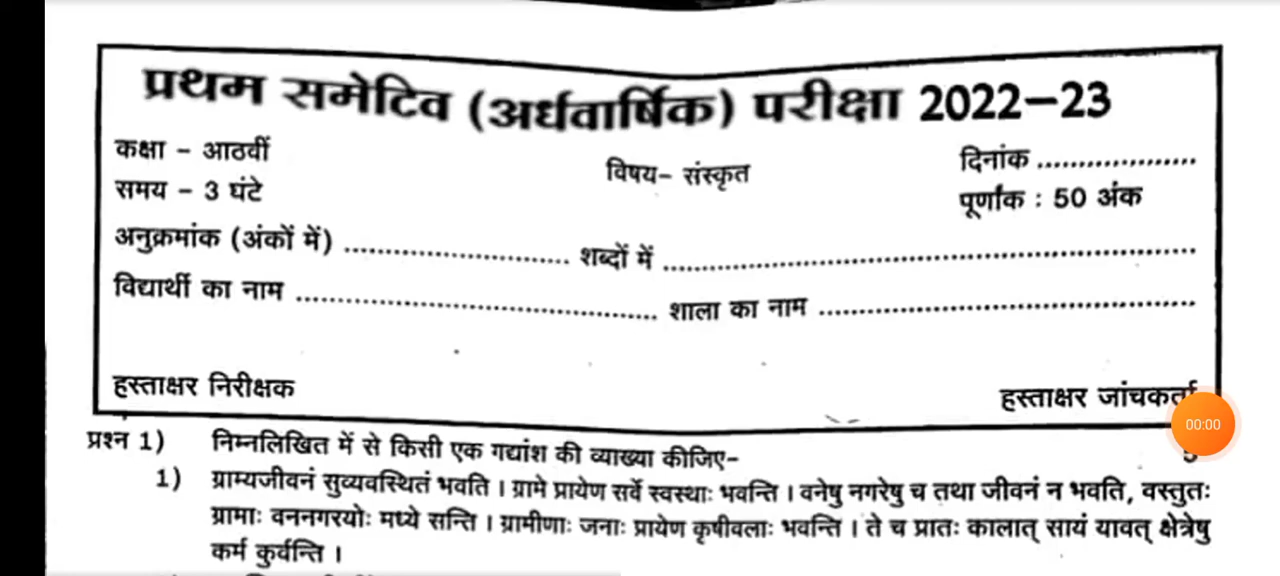 प्रथम समेटिव (अर्धवार्षिक) परीक्षा 2022-23
कक्षा - आठवीं
विषय- संस्कृत
दिनांक ....................
समय - 3 घंटे
पूर्णांक : 50 अंक
अनुक्रमांक (अंकों में) ............................ शब्दों में ..................................................................
विद्यार्थी का नाम ............................................. शाला का नाम ...............................................
हस्ताक्षर निरीक्षक
हस्ताक्षर जांचकर्ता
00:00
प्रश्न 1) निम्नलिखित में से किसी एक गद्यांश की व्याख्या कीजिए-
1) ग्राम्यजीवनं सुव्यवस्थितं भवति । ग्रामे प्रायेण सर्वे स्वस्थाः भवन्ति । वनेषु नगरेषु च तथा जीवनं न भवति, वस्तुतः
ग्रामाः वननगरयोः मध्ये सन्ति । ग्रामीणाः जनाः प्रायेण कृषीवलाः भवन्ति । ते च प्रातः कालात् सायं यावत् क्षेत्रेषु
कर्म कुर्वन्ति ।